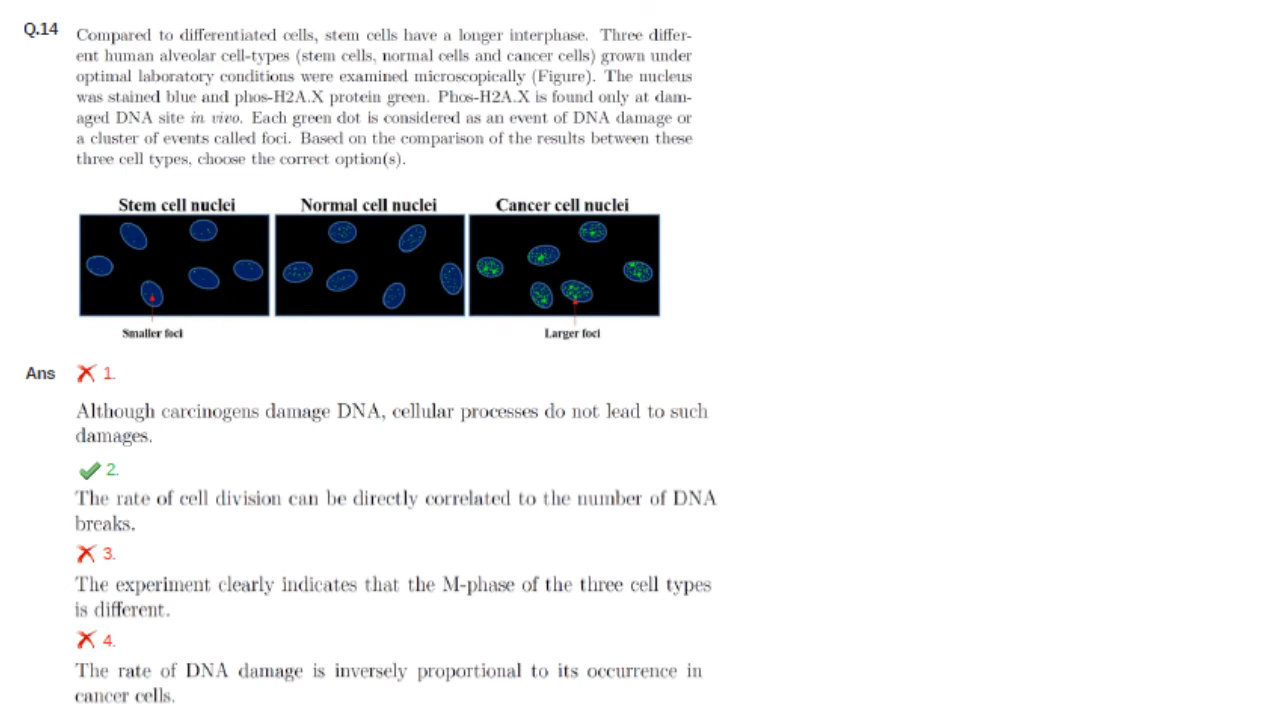 Q.14 Compared to differentiated cells, stem cells have a longer interphase. Three differ-
ent human alveolar cell-types (stem cells, normal cells and cancer cells) grown under
optimal laboratory conditions were examined microscopically (Figure). The nucleus
was stained blue and phos-H2A.X protein green. Phos-H2A.X is found only at dam-
aged DNA site in vivo. Each green dot is considered as an event of DNA damage or
a cluster of events called foci. Based on the comparison of the results between these
three cell types, choose the correct option(s).
Stem cell nuclei Normal cell nuclei Cancer cell nuclei
Smaller foci Larger foci
Ans 1.
Although carcinogens damage DNA, cellular processes do not lead to such
damages.
2.
The rate of cell division can be directly correlated to the number of DNA
breaks.
3.
The experiment clearly indicates that the M-phase of the three cell types
is different.
4.
The rate of DNA damage is inversely proportional to its occurrence in
cancer cells.